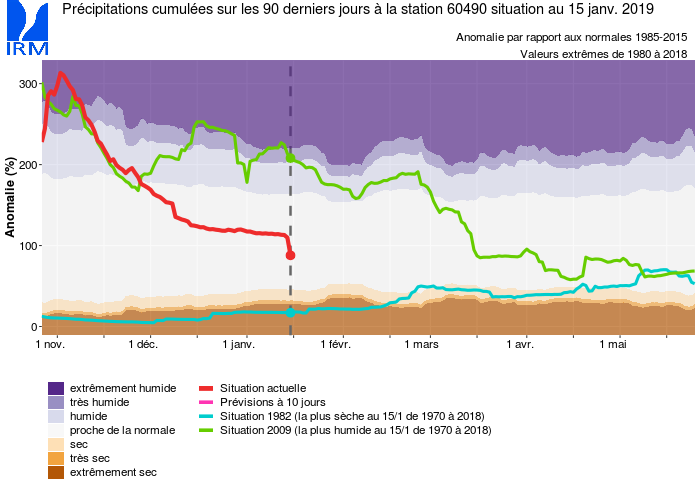 Précipitations cumulées sur les 90 derniers jours à la station 60490 situation au 15 janv. 2019
IRM
Anomalie par rapport aux normales 1985-2015
Valeurs extrêmes de 1980 à 2018
Anomalie (%)
300
200
100
0
1 nov. 1 déc. 1 janv. 1 févr. 1 mars 1 avr. 1 mai
extrêmement humide
très humide
humide
proche de la normale
sec
très sec
extrêmement sec
Situation actuelle
Prévisions à 10 jours
Situation 1982 (la plus sèche au 15/1 de 1970 à 2018)
Situation 2009 (la plus humide au 15/1 de 1970 à 2018)